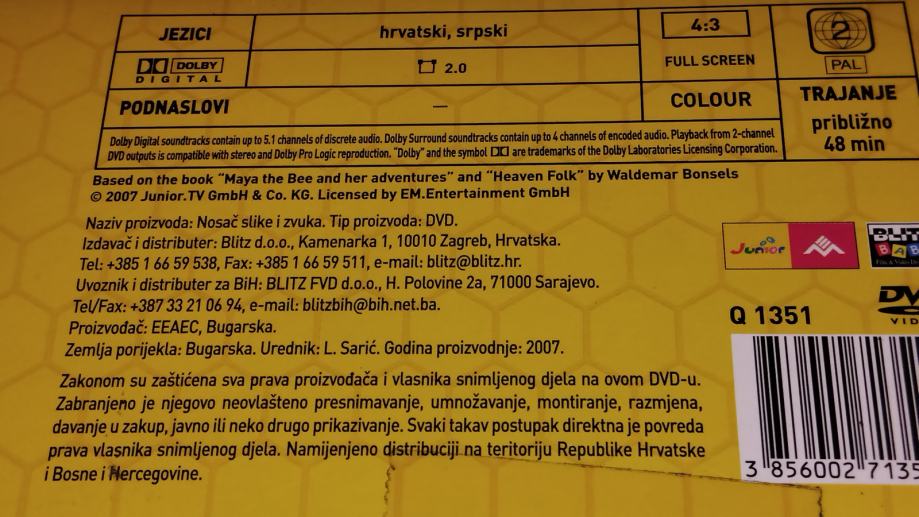 JEZICI
hrvatski, srpski
4:3
FULL SCREEN
2
PAL
DOLBY
DIGITAL
2.0
PODNASLOVI
—
COLOUR
TRAJANJE
približno
48 min
Dolby Digital soundtracks contain up to 5.1 channels of discrete audio. Dolby Surround soundtracks contain up to 4 channels of encoded audio. Playback from 2-channel
DVD outputs is compatible with stereo and Dolby Pro Logic reproduction. "Dolby" and the symbol are trademarks of the Dolby Laboratories Licensing Corporation.
Based on the book "Maya the Bee and her adventures" and "Heaven Folk" by Waldemar Bonsels
© 2007 Junior.TV GmbH & Co. KG. Licensed by EM.Entertainment GmbH
Naziv proizvoda: Nosač slike i zvuka. Tip proizvoda: DVD.
Izdavač i distributer: Blitz d.o.o., Kamenarka 1, 10010 Zagreb, Hrvatska.
Tel: +385 1 66 59 538, Fax: +385 1 66 59 511, e-mail: blitz@blitz.hr.
Uvoznik i distributer za BiH: BLITZ FVD d.o.o., H. Polovine 2a, 71000 Sarajevo.
Tel/Fax: +387 33 21 06 94, e-mail: blitzbih@bih.net.ba.
Proizvođač: EEAEC, Bugarska.
Zemlja porijekla: Bugarska. Urednik: L. Sarić. Godina proizvodnje: 2007.
Zakonom su zaštićena sva prava proizvođača i vlasnika snimljenog djela na ovom DVD-u.
Zabranjeno je njegovo neovlašteno presnimavanje, umnožavanje, montiranje, razmjena,
davanje u zakup, javno ili neko drugo prikazivanje. Svaki takav postupak direktna je povreda
prava vlasnika snimljenog djela. Namijenjeno distribuciji na teritoriju Republike Hrvatske
i Bosne i Hercegovine.
Junior
BLITZ
BAB
Q 1351
DV
VID
3 856002 7135